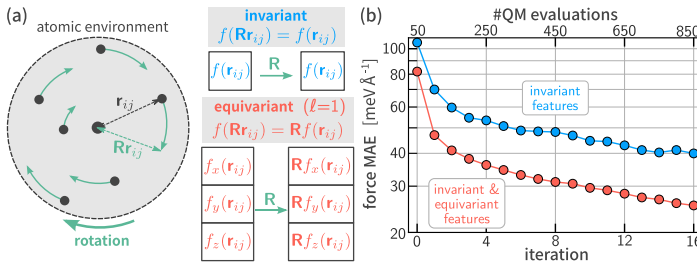 (a)
atomic environment
r_ij
Rr_ij
rotation
invariant
f(Rr_ij) = f(r_ij)
f(r_ij) R f(r_ij)
equivariant (ℓ=1)
f(Rr_ij) = Rf(r_ij)
f_x(r_ij) Rf_x(r_ij)
f_y(r_ij) R Rf_y(r_ij)
f_z(r_ij) Rf_z(r_ij)
(b)
#QM evaluations
50 250 450 650 850
force MAE [meV Å⁻¹]
100
80
60
40
30
20
invariant
features
invariant &
equivariant
features
0 4 8 12 16
iteration